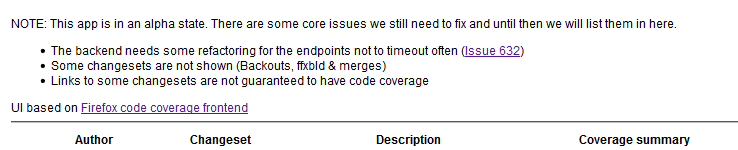 NOTE: This app is in an alpha state. There are some core issues we still need to fix and until then we will list them in here.
• The backend needs some refactoring for the endpoints not to timeout often (Issue 632)
• Some changesets are not shown (Backouts, ffxbld & merges)
• Links to some changesets are not guaranteed to have code coverage
UI based on Firefox code coverage frontend
Author Changeset Description Coverage summary